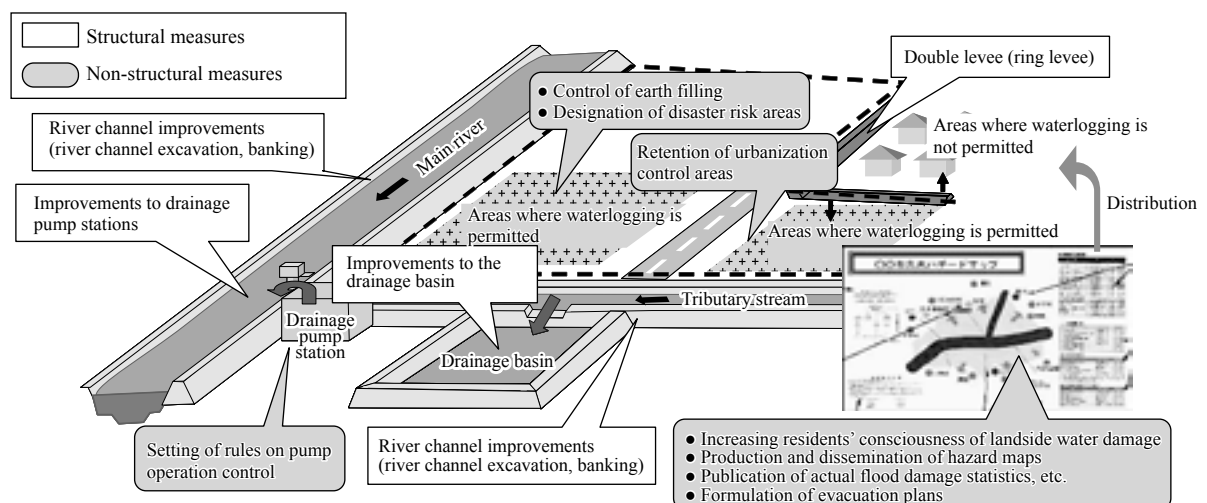 Structural measures
Non-structural measures
Double levee (ring levee)
● Control of earth filling
● Designation of disaster risk areas
River channel improvements
(river channel excavation, banking)
Main river
Areas where waterlogging is
not permitted
Retention of urbanization
control areas
Improvements to drainage
pump stations
Distribution
Areas where waterlogging is
permitted
Areas where waterlogging is permitted
Improvements to the
drainage basin
Tributary stream
Drainage
pump
station
Drainage basin
Setting of rules on pump
operation control
River channel improvements
(river channel excavation, banking)
● Increasing residents' consciousness of landside water damage
● Production and dissemination of hazard maps
● Publication of actual flood damage statistics, etc.
● Formulation of evacuation plans